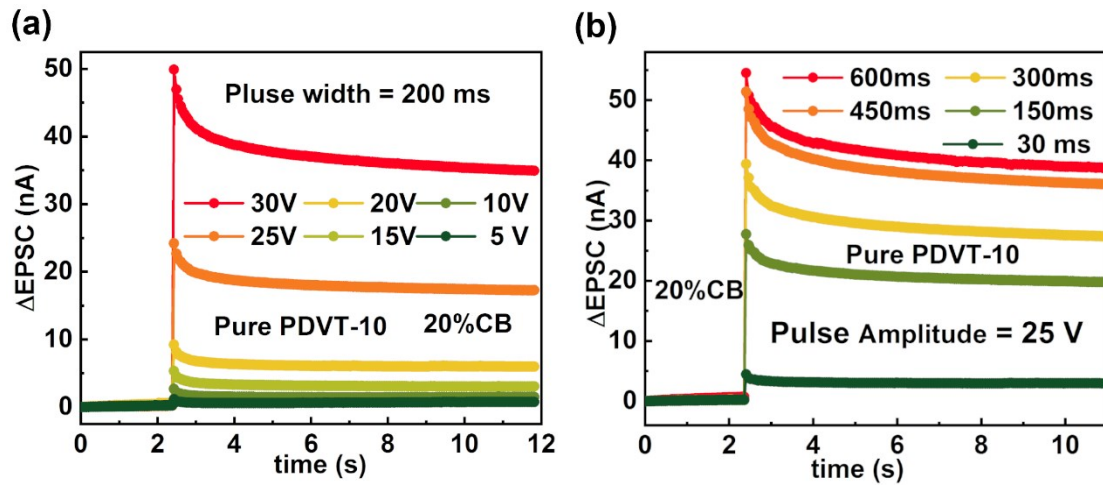 (a)
ΔEPSC (nA)
50
40
30
20
10
0
Pluse width = 200 ms
30V 20V 10V
25V 15V 5 V
Pure PDVT-10 20%CB
0 2 4 6 8 10 12
time (s)
(b)
ΔEPSC (nA)
50
40
30
20
10
0
600ms 300ms
450ms 150ms
30 ms
Pure PDVT-10
20%CB
Pulse Amplitude = 25 V
0 2 4 6 8 10
time (s)